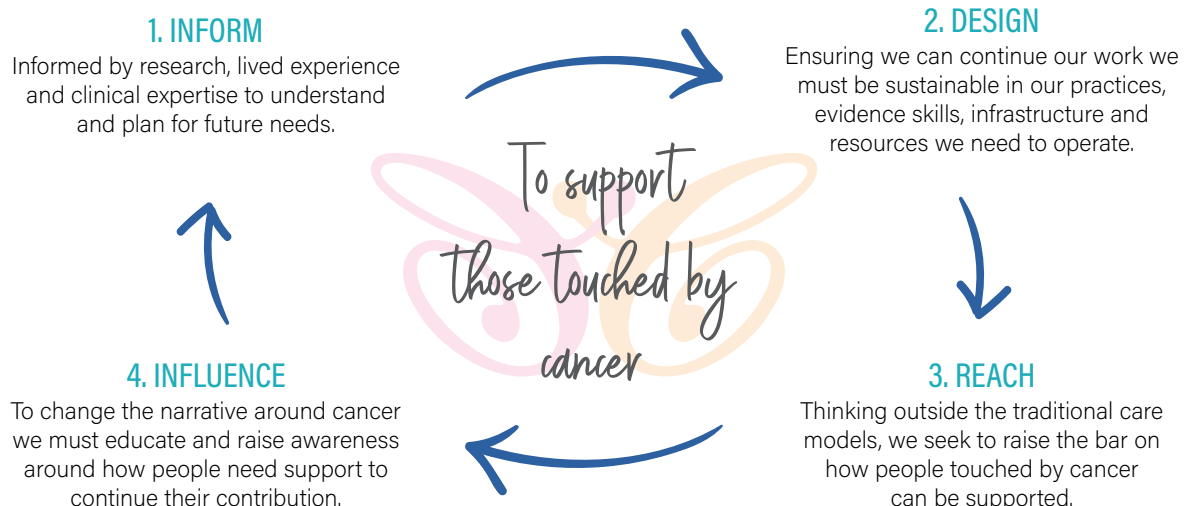 1. INFORM
Informed by research, lived experience
and clinical expertise to understand
and plan for future needs.
2. DESIGN
Ensuring we can continue our work we
must be sustainable in our practices,
evidence skills, infrastructure and
resources we need to operate.
To support
those touched by
cancer
3. REACH
Thinking outside the traditional care
models, we seek to raise the bar on
how people touched by cancer
can be supported.
4. INFLUENCE
To change the narrative around cancer
we must educate and raise awareness
around how people need support to
continue their contribution.